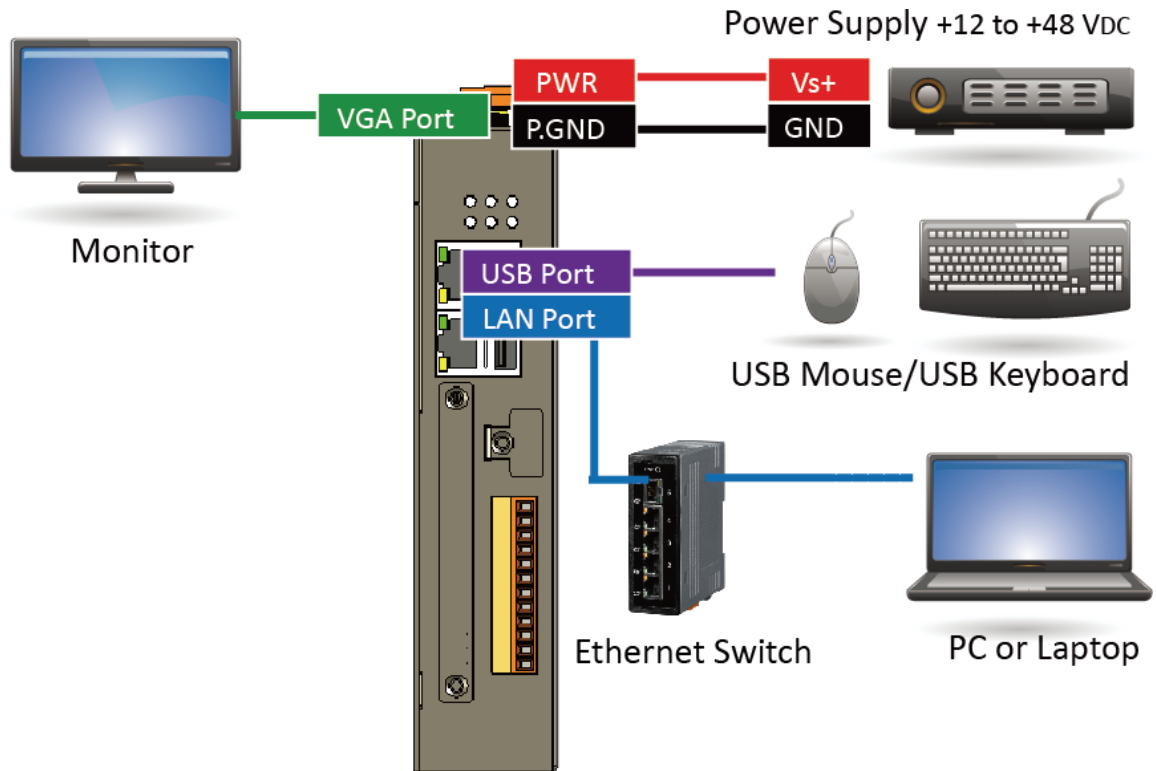 Power Supply +12 to +48 VDC
PWR
Vs+
VGA Port
P.GND
GND
Monitor
USB Port
LAN Port
USB Mouse/USB Keyboard
Ethernet Switch
PC or Laptop